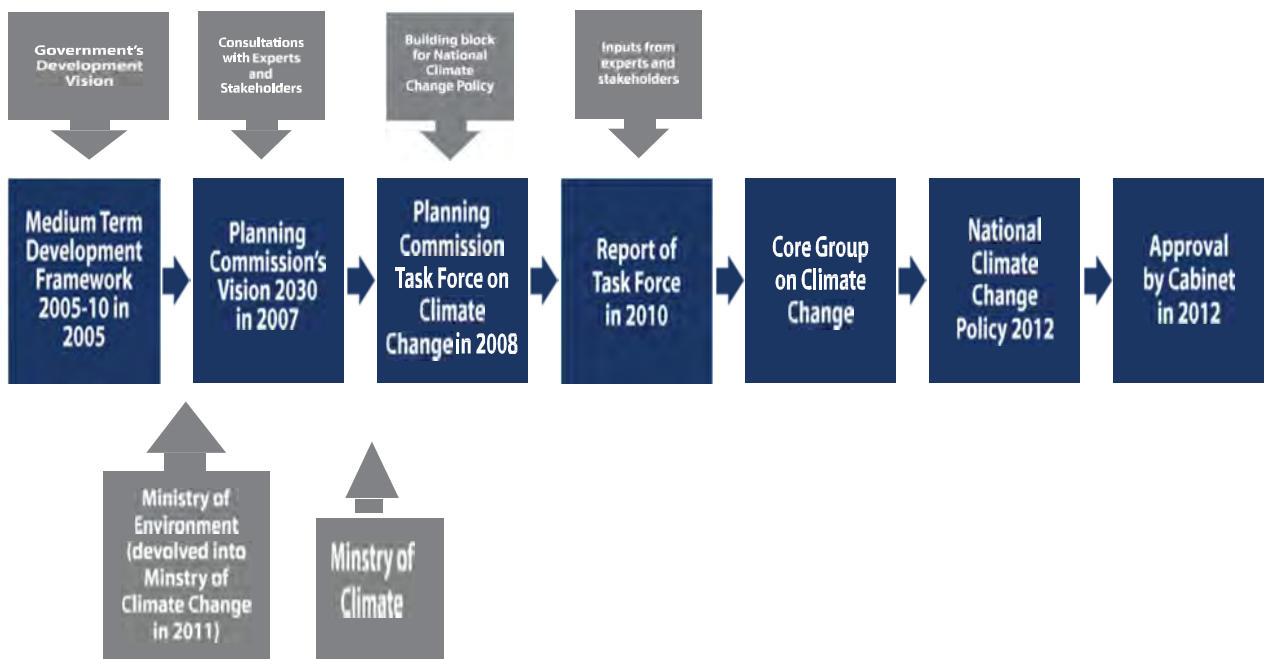 Government's
Development
Vision
Consultations
with Experts
and
Stakeholders
Building block
for National
Climate
Change Policy
Inputs from
experts and
stakeholders
Medium Term
Development
Framework
2005-10 in
2005
Planning
Commission's
Vision 2030
in 2007
Planning
Commission
Task Force on
Climate
Change in 2008
Report of
Task Force
in 2010
Core Group
on Climate
Change
National
Climate
Change
Policy 2012
Approval
by Cabinet
in 2012
Ministry of
Environment
(devolved into
Minstry of
Climate Change
in 2011)
Minstry of
Climate